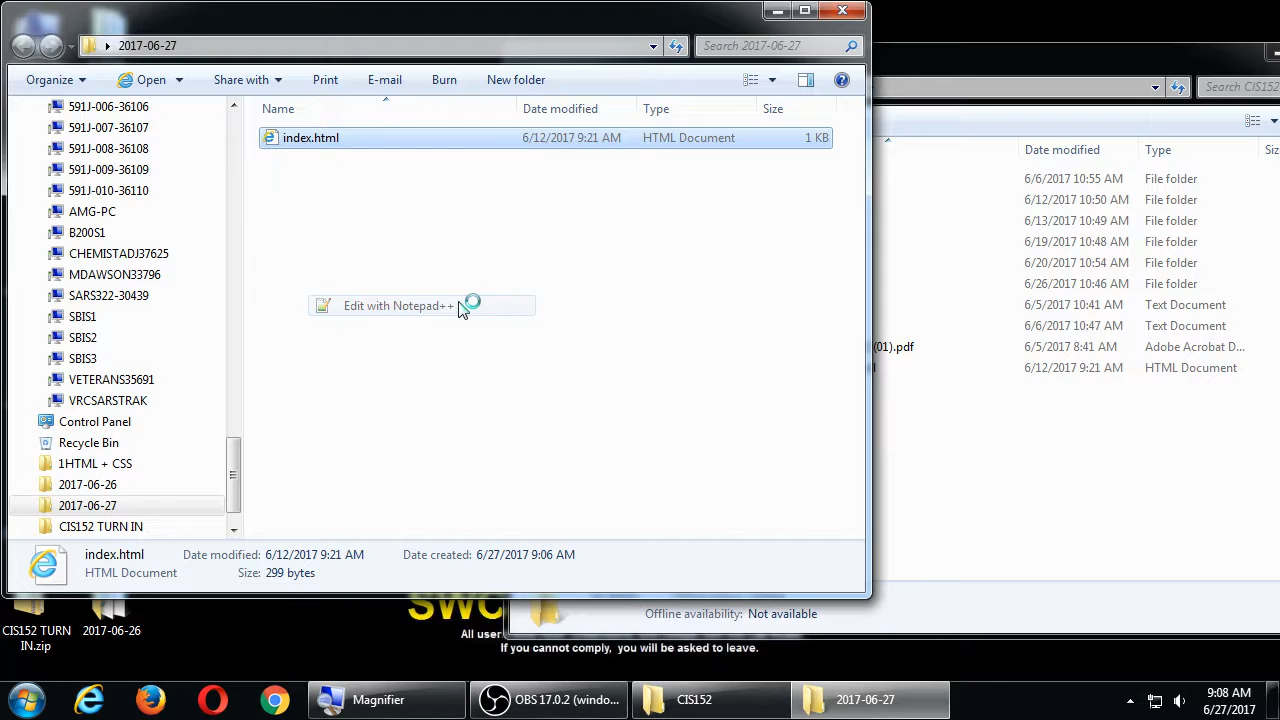 2017-06-27
Search 2017-06-27
Organize
Open
Share with
Print
E-mail
Burn
New folder
Name
Date modified
Type
Size
index.html
6/12/2017 9:21 AM
HTML Document
1 KB
Edit with Notepad++
591J-006-36106
591J-007-36107
591J-008-36108
591J-009-36109
591J-010-36110
AMG-PC
B200S1
CHEMISTADJ37625
MDAWSON33796
SARS322-30439
SBIS1
SBIS2
SBIS3
VETERANS35691
VRCSARSTRAK
Control Panel
Recycle Bin
1HTML + CSS
2017-06-26
2017-06-27
CIS152 TURN IN
index.html
Date modified: 6/12/2017 9:21 AM
Date created: 6/27/2017 9:06 AM
HTML Document
Size: 299 bytes
Search CIS152
Date modified
Type
Siz
6/6/2017 10:55 AM
File folder
6/12/2017 10:50 AM
File folder
6/13/2017 10:49 AM
File folder
6/19/2017 10:48 AM
File folder
6/20/2017 10:54 AM
File folder
6/26/2017 10:46 AM
File folder
6/5/2017 10:41 AM
Text Document
6/6/2017 10:47 AM
Text Document
(01).pdf
6/5/2017 8:41 AM
Adobe Acrobat D...
6/12/2017 9:21 AM
HTML Document
Offline availability: Not available
CIS152 TURN
IN.zip
2017-06-26
SWC
All user
If you cannot comply, you will be asked to leave.
Magnifier
OBS 17.0.2 (windo...
CIS152
2017-06-27
9:08 AM
6/27/2017